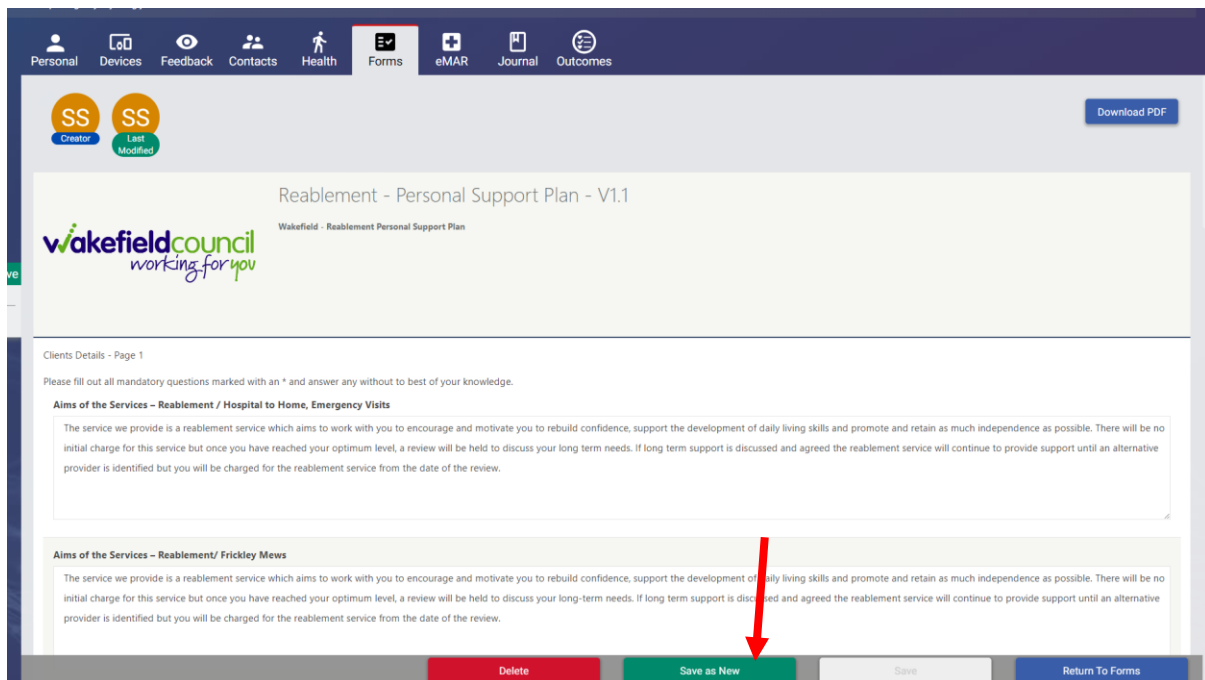 Personal Devices Feedback Contacts Health Forms eMAR Journal Outcomes
SS SS
Creator Last
Modified
Download PDF
Reablement - Personal Support Plan - V1.1
Wakefield - Reablement Personal Support Plan
wakefieldcouncil
working for you
Clients Details - Page 1
Please fill out all mandatory questions marked with an * and answer any without to best of your knowledge.
Aims of the Services – Reablement / Hospital to Home, Emergency Visits
The service we provide is a reablement service which aims to work with you to encourage and motivate you to rebuild confidence, support the development of daily living skills and promote and retain as much independence as possible. There will be no
initial charge for this service but once you have reached your optimum level, a review will be held to discuss your long term needs. If long term support is discussed and agreed the reablement service will continue to provide support until an alternative
provider is identified but you will be charged for the reablement service from the date of the review.
Aims of the Services – Reablement/ Frickley Mews
The service we provide is a reablement service which aims to work with you to encourage and motivate you to rebuild confidence, support the development of daily living skills and promote and retain as much independence as possible. There will be no
initial charge for this service but once you have reached your optimum level, a review will be held to discuss your long-term needs. If long term support is discussed and agreed the reablement service will continue to provide support until an alternative
provider is identified but you will be charged for the reablement service from the date of the review.
Delete Save as New Save Return To Forms